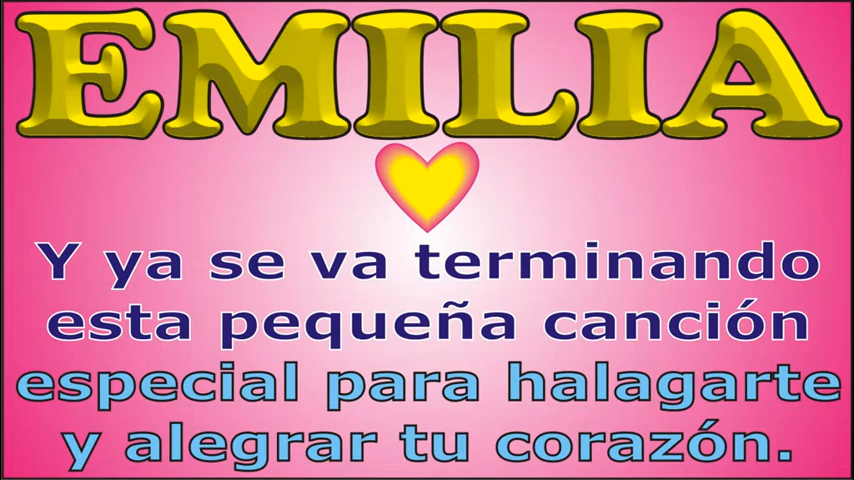 EMILIA
Y ya se va terminando
esta pequeña canción
especial para halagarte
y alegrar tu corazón.